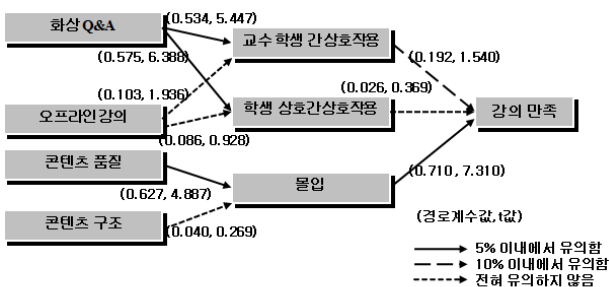 화상 Q&A
(0.534, 5.447)
교수 학생 간상호작용
(0.575, 6.388)
(0.192, 1.540)
(0.103, 1.936)
(0.026, 0.369)
오프라인 강의
학생 상호간상호작용
강의 만족
(0.086, 0.928)
콘텐츠 품질
(0.710, 7.310)
몰입
(0.627, 4.887)
콘텐츠 구조
(0.040, 0.269)
(경로계수값, t값)
5% 이내에서 유의함
10% 이내에서 유의함
전혀 유의하지 않음